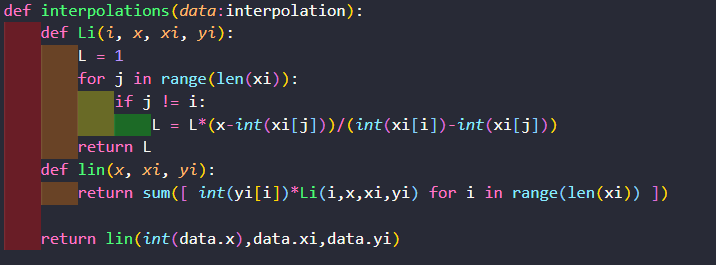 def interpolations(data:interpolation):
    def Li(i, x, xi, yi):
        L = 1
        for j in range(len(xi)):
            if j != i:
                L = L*(x-int(xi[j]))/(int(xi[i])-int(xi[j]))
        return L
    def lin(x, xi, yi):
        return sum([ int(yi[i])*Li(i,x,xi,yi) for i in range(len(xi)) ])

    return lin(int(data.x),data.xi,data.yi)